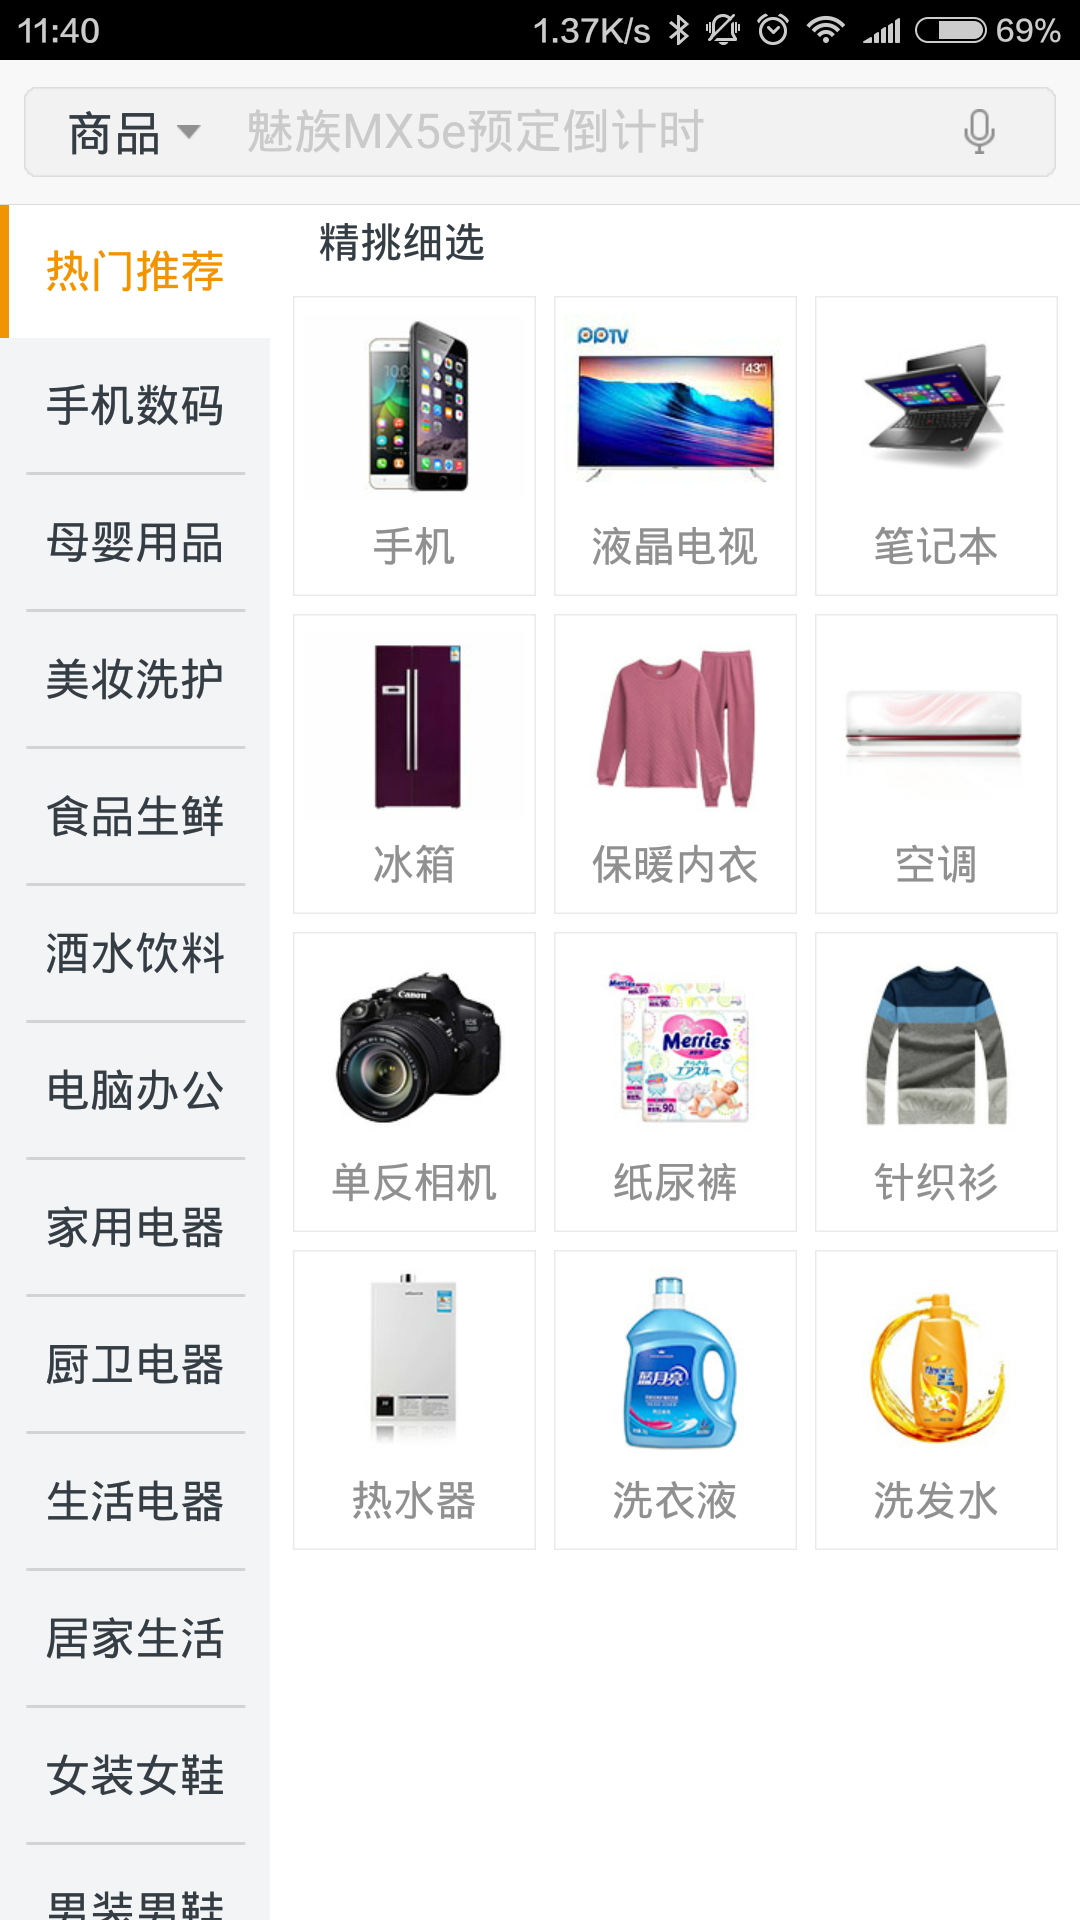 11:40
1.37K/s
69%
商品
魅族MX5e预定倒计时
热门推荐
手机数码
母婴用品
美妆洗护
食品生鲜
酒水饮料
电脑办公
家用电器
厨卫电器
生活电器
居家生活
女装女鞋
男装男鞋
精挑细选
手机
PPTV
43"
液晶电视
笔记本
冰箱
保暖内衣
空调
Canon
单反相机
Merries
纸尿裤
针织衫
热水器
蓝月亮
洗衣液
洗发水